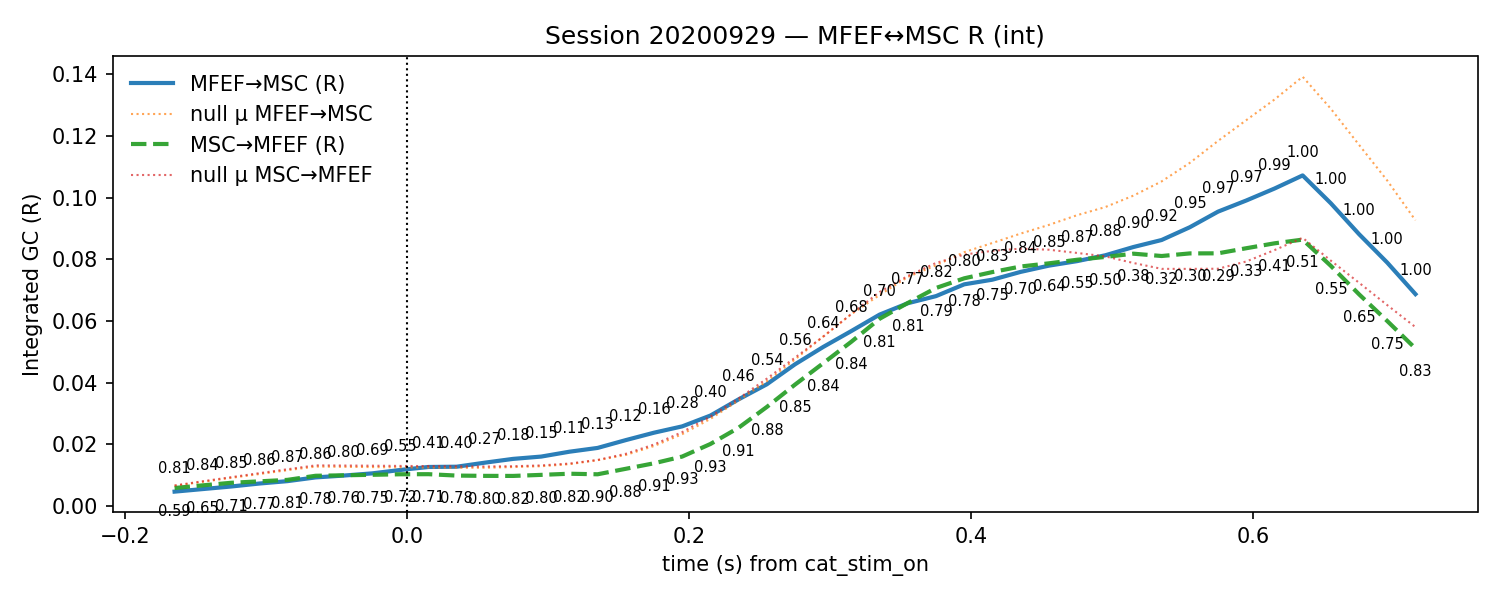 Session 20200929 — MFEF↔MSC R (int)
Integrated GC (R)
0.14
0.12
0.10
0.08
0.06
0.04
0.02
0.00
MFEF→MSC (R)
null μ MFEF→MSC
MSC→MFEF (R)
null μ MSC→MFEF
0.81 0.84 0.85 0.86 0.87 0.86 0.80 0.69 0.55 0.41 0.40 0.27 0.18 0.15 0.11 0.13 0.12 0.16 0.28 0.40 0.46 0.54 0.56 0.64 0.68 0.70 0.77 0.82 0.80 0.83 0.84 0.85 0.87 0.88 0.90 0.92 0.95 0.97 0.97 0.99 1.00 1.00 1.00 1.00 1.00
0.59 0.65 0.71 0.77 0.81 0.78 0.76 0.75 0.72 0.71 0.78 0.80 0.82 0.80 0.82 0.90 0.88 0.91 0.93 0.93 0.91 0.88 0.85 0.84 0.84 0.81 0.81 0.79 0.78 0.75 0.70 0.64 0.55 0.50 0.38 0.32 0.30 0.29 0.33 0.41 0.51 0.55 0.65 0.75 0.83
−0.2 0.0 0.2 0.4 0.6
time (s) from cat_stim_on